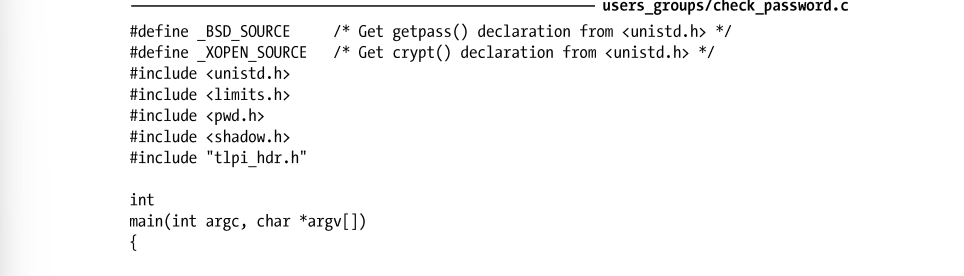 users_groups/check_password.c
#define _BSD_SOURCE     /* Get getpass() declaration from <unistd.h> */
#define _XOPEN_SOURCE   /* Get crypt() declaration from <unistd.h> */
#include <unistd.h>
#include <limits.h>
#include <pwd.h>
#include <shadow.h>
#include "tlpi_hdr.h"

int
main(int argc, char *argv[])
{